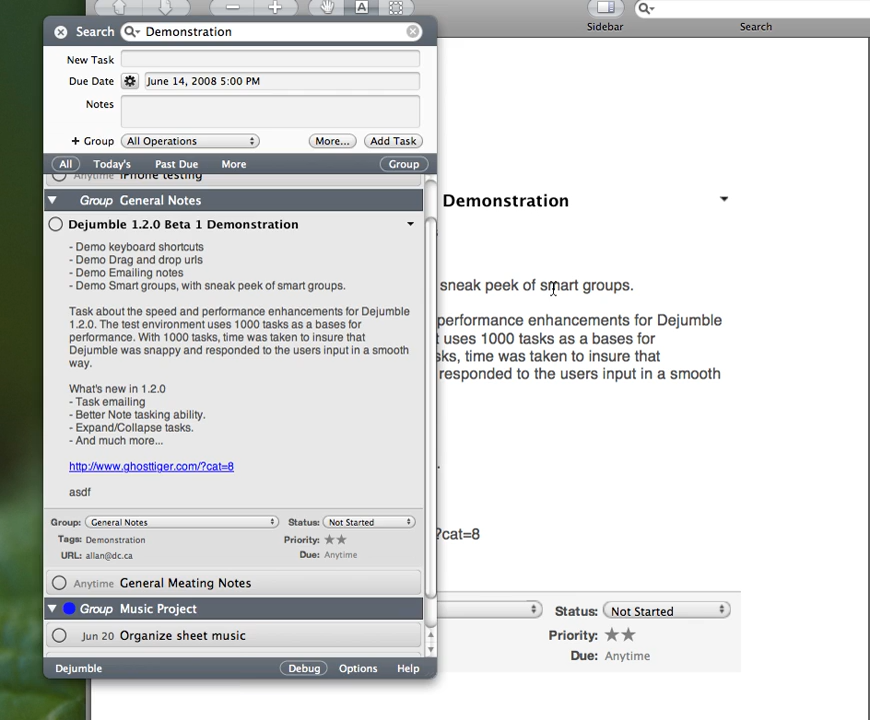 Search Demonstration
New Task
Due Date June 14, 2008 5:00 PM
Notes
+ Group All Operations More... Add Task
All Today's Past Due More Group
Anytime iPhone testing
Group General Notes
Dejumble 1.2.0 Beta 1 Demonstration
- Demo keyboard shortcuts
- Demo Drag and drop urls
- Demo Emailing notes
- Demo Smart groups, with sneak peek of smart groups.
Task about the speed and performance enhancements for Dejumble
1.2.0. The test environment uses 1000 tasks as a bases for
performance. With 1000 tasks, time was taken to insure that
Dejumble was snappy and responded to the users input in a smooth
way.
What's new in 1.2.0
- Task emailing
- Better Note tasking ability.
- Expand/Collapse tasks.
- And much more...
http://www.ghosttiger.com/?cat=8
asdf
Group: General Notes Status: Not Started
Tags: Demonstration Priority: ★★
URL: allan@dc.ca Due: Anytime
Anytime General Meating Notes
Group Music Project
Jun 20 Organize sheet music
Dejumble Debug Options Help
Sidebar Search
A
Demonstration
sneak peek of smart groups.
performance enhancements for Dejumble
uses 1000 tasks as a bases for
sks, time was taken to insure that
responded to the users input in a smooth
?cat=8
Status: Not Started
Priority: ★★
Due: Anytime